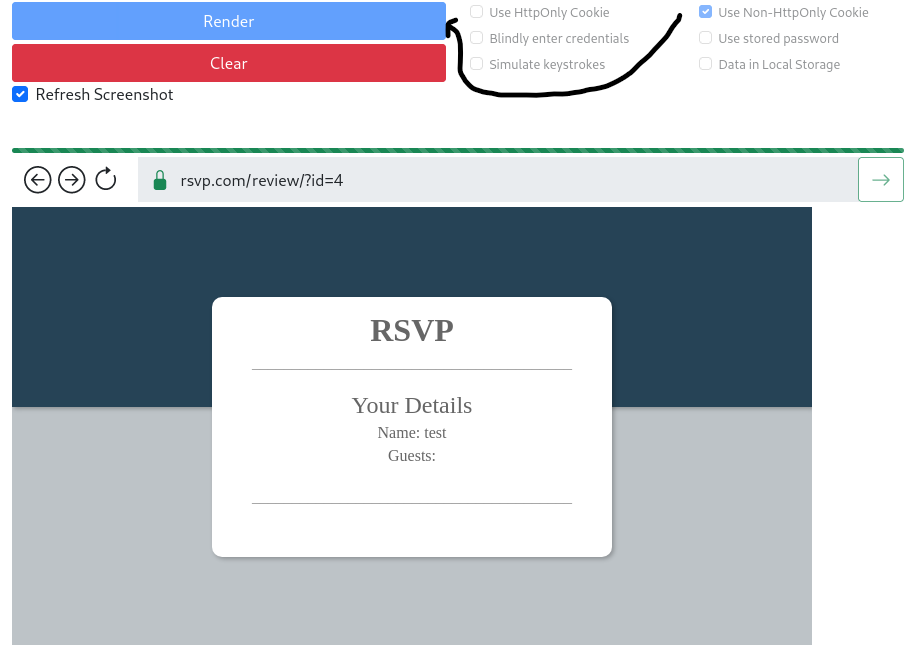 Render
Use HttpOnly Cookie
Use Non-HttpOnly Cookie
Blindly enter credentials
Use stored password
Clear
Simulate keystrokes
Data in Local Storage
Refresh Screenshot
rsvp.com/review/?id=4
RSVP
Your Details
Name: test
Guests: